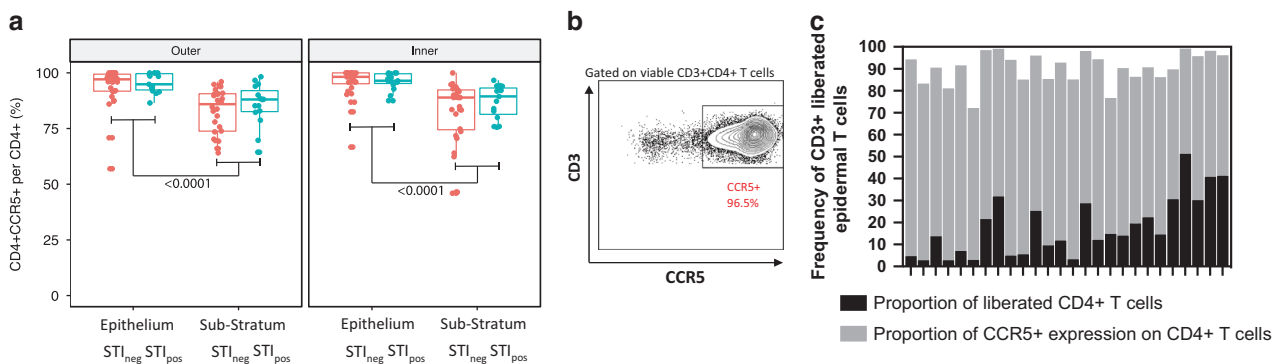 a
Outer
Inner
CD4+CCR5+ per CD4+ (%)
100
75
50
25
0
<0.0001
<0.0001
Epithelium Sub-Stratum
Epithelium Sub-Stratum
STIneg STIpos STIneg STIpos
STIneg STIpos STIneg STIpos
b
Gated on viable CD3+CD4+ T cells
CD3
CCR5+
96.5%
CCR5
c
Frequency of CD3+ liberated
epidermal T cells
100
90
80
70
60
50
40
30
20
10
0
Proportion of liberated CD4+ T cells
Proportion of CCR5+ expression on CD4+ T cells